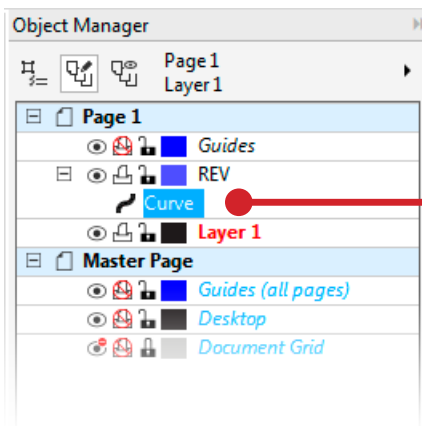 Object Manager
Page 1
Layer 1
Page 1
Guides
REV
Curve
Layer 1
Master Page
Guides (all pages)
Desktop
Document Grid